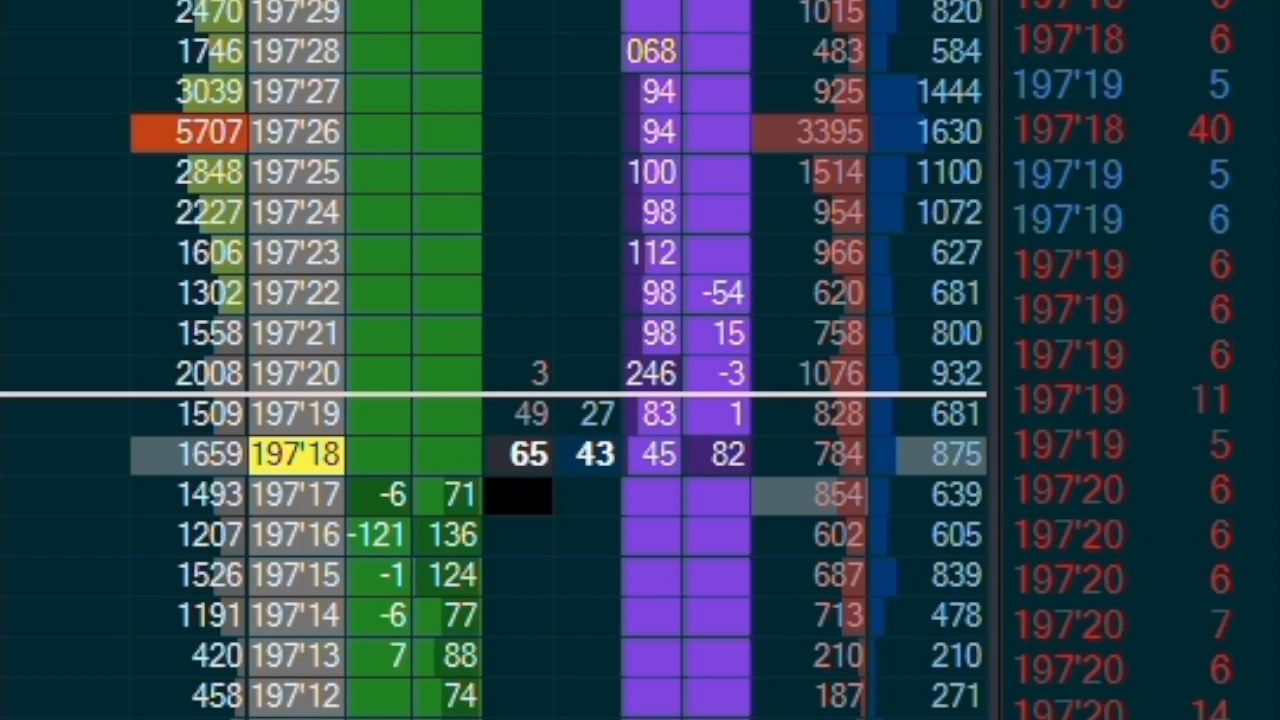 2470 197'29 1015 820
1746 197'28 068 483 584
3039 197'27 94 925 1444
5707 197'26 94 3395 1630
2848 197'25 100 1514 1100
2227 197'24 98 954 1072
1606 197'23 112 966 627
1302 197'22 98 -54 620 681
1558 197'21 98 15 758 800
2008 197'20 3 246 -3 1076 932
1509 197'19 49 27 83 1 828 681
1659 197'18 65 43 45 82 784 875
1493 197'17 -6 71 854 639
1207 197'16 -121 136 602 605
1526 197'15 -1 124 687 839
1191 197'14 -6 77 713 478
420 197'13 7 88 210 210
458 197'12 74 187 271
197'18 6
197'19 5
197'18 40
197'19 5
197'19 6
197'19 6
197'19 6
197'19 6
197'19 11
197'19 5
197'20 6
197'20 6
197'20 6
197'20 7
197'20 6
197'20 14